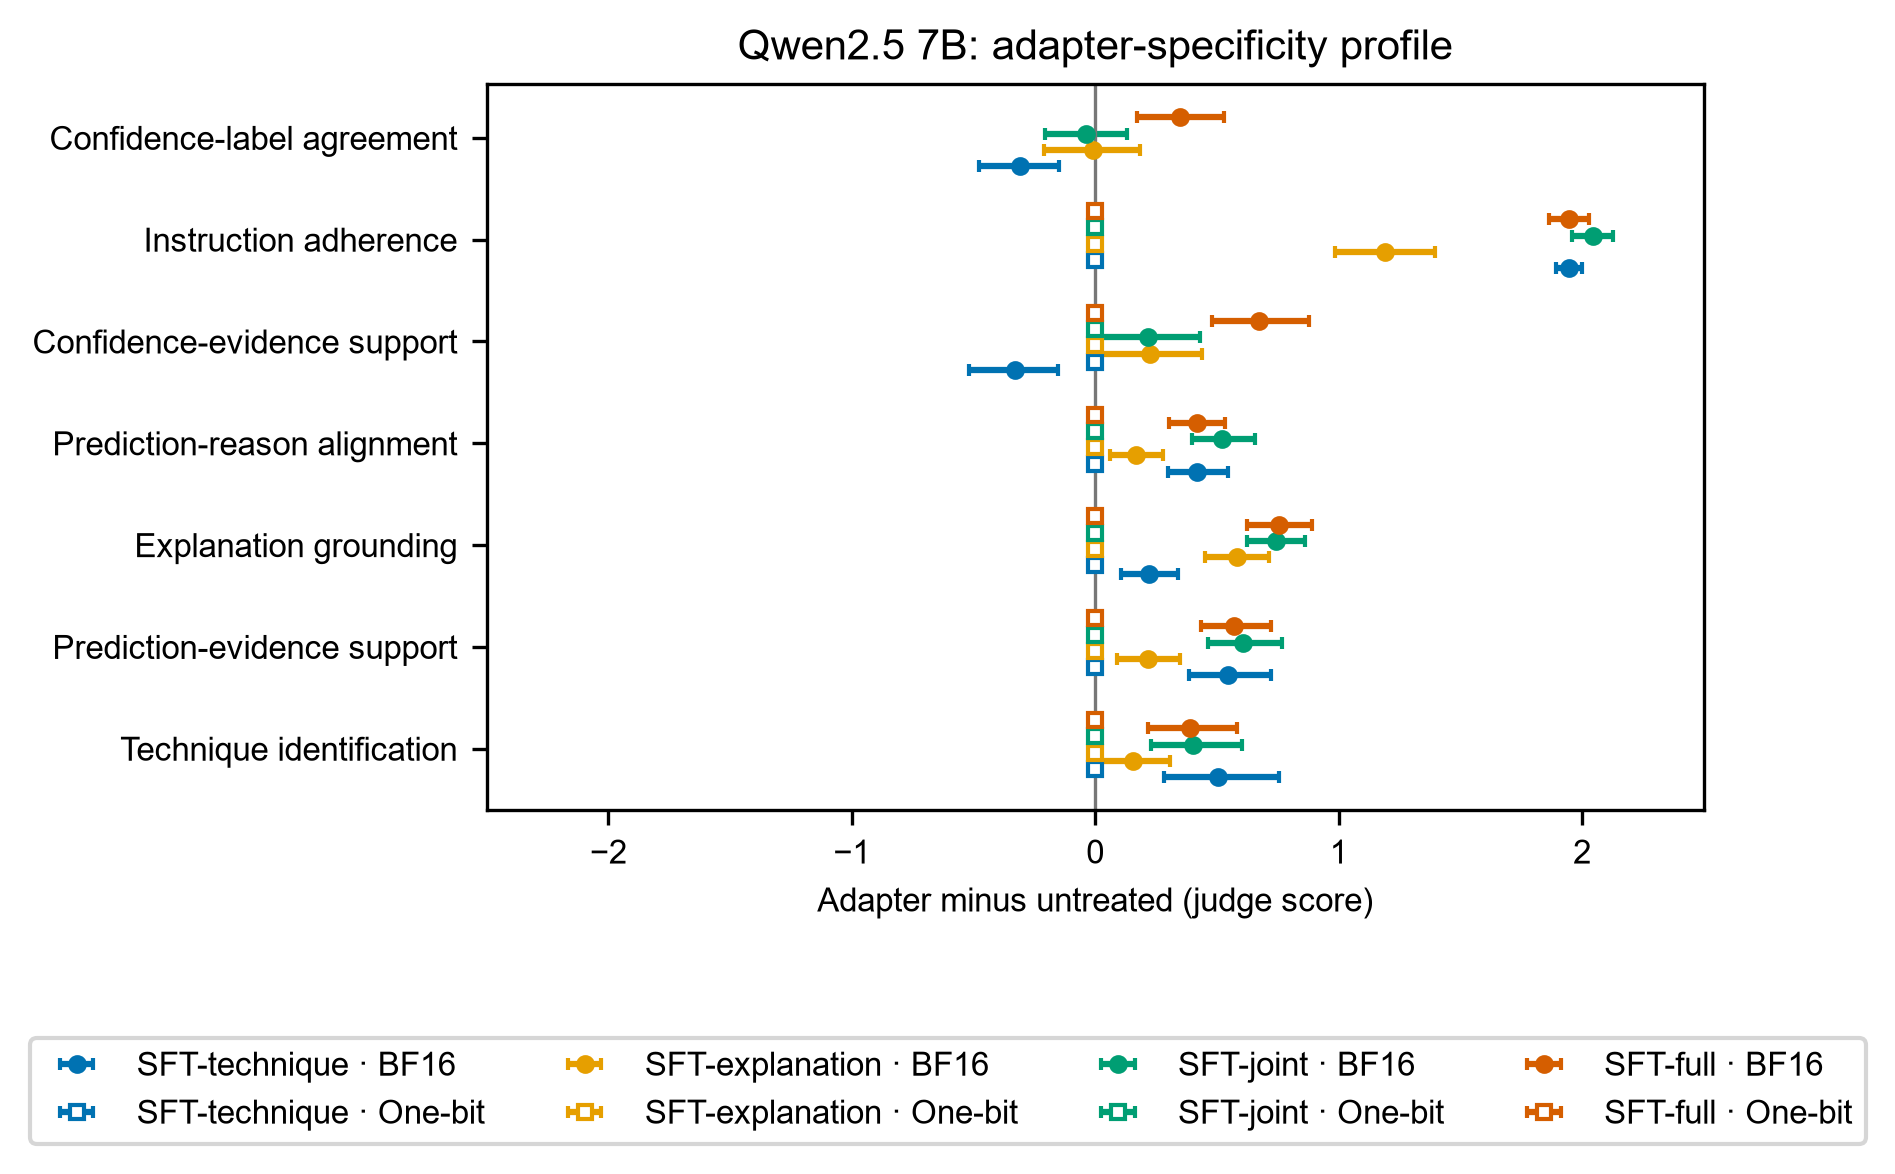 Qwen2.5 7B: adapter-specificity profile
Confidence-label agreement
Instruction adherence
Confidence-evidence support
Prediction-reason alignment
Explanation grounding
Prediction-evidence support
Technique identification
−2 −1 0 1 2
Adapter minus untreated (judge score)
SFT-technique · BF16 SFT-explanation · BF16 SFT-joint · BF16 SFT-full · BF16
SFT-technique · One-bit SFT-explanation · One-bit SFT-joint · One-bit SFT-full · One-bit